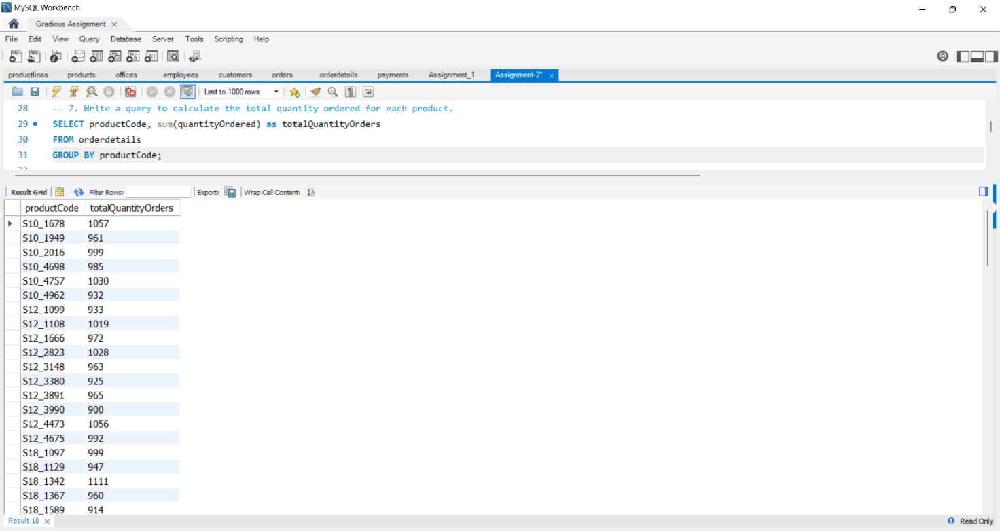 MySQL Workbench
Gradious Assignment
File Edit View Query Database Server Tools Scripting Help
productlines products offices employees customers orders orderdetails payments Assignment_1 Assignment-2*
Limit to 1000 rows
28 -- 7. Write a query to calculate the total quantity ordered for each product.
29 SELECT productCode, sum(quantityOrdered) as totalQuantityOrders
30 FROM orderdetails
31 GROUP BY productCode;
Result Grid Filter Rows: Export: Wrap Cell Content:
productCode totalQuantityOrders
S10_1678 1057
S10_1949 961
S10_2016 999
S10_4698 985
S10_4757 1030
S10_4962 932
S12_1099 933
S12_1108 1019
S12_1666 972
S12_2823 1028
S12_3148 963
S12_3380 925
S12_3891 965
S12_3990 900
S12_4473 1056
S12_4675 992
S18_1097 999
S18_1129 947
S18_1342 1111
S18_1367 960
S18_1589 914
Result 10 Read Only